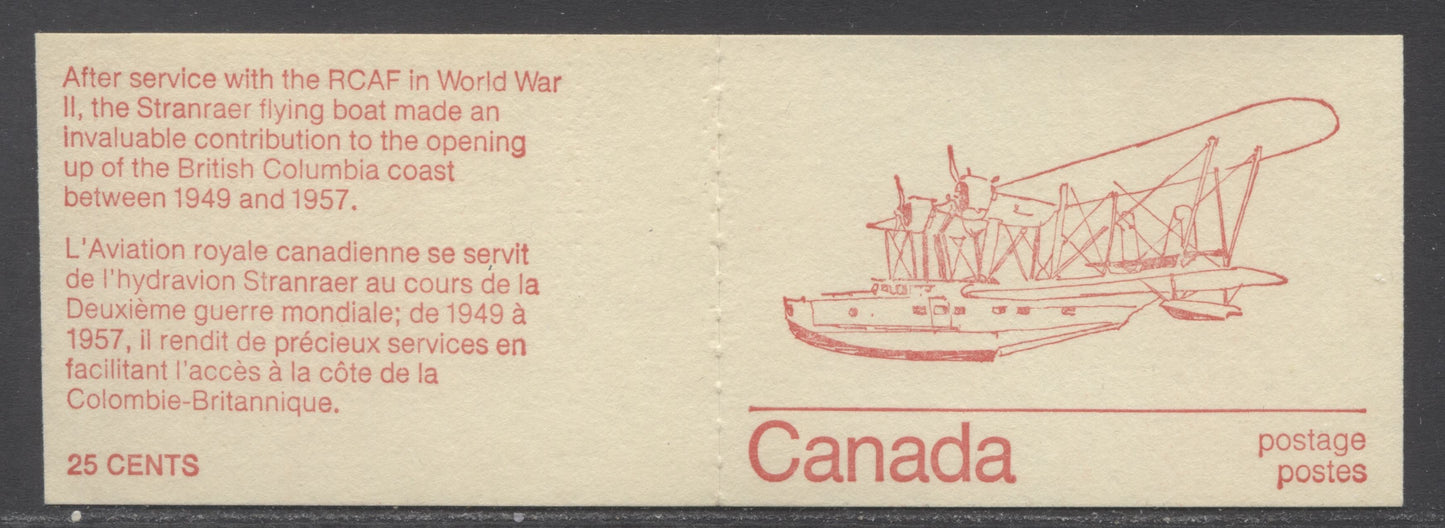 After service with the RCAF in World War
II, the Stranraer flying boat made an
invaluable contribution to the opening
up of the British Columbia coast
between 1949 and 1957.
L'Aviation royale canadienne se servit
de l'hydravion Stranraer au cours de la
Deuxième guerre mondiale; de 1949 à
1957, il rendit de précieux services en
facilitant l'accès à la côte de la
Colombie-Britannique.
25 CENTS
Canada
postage
postes